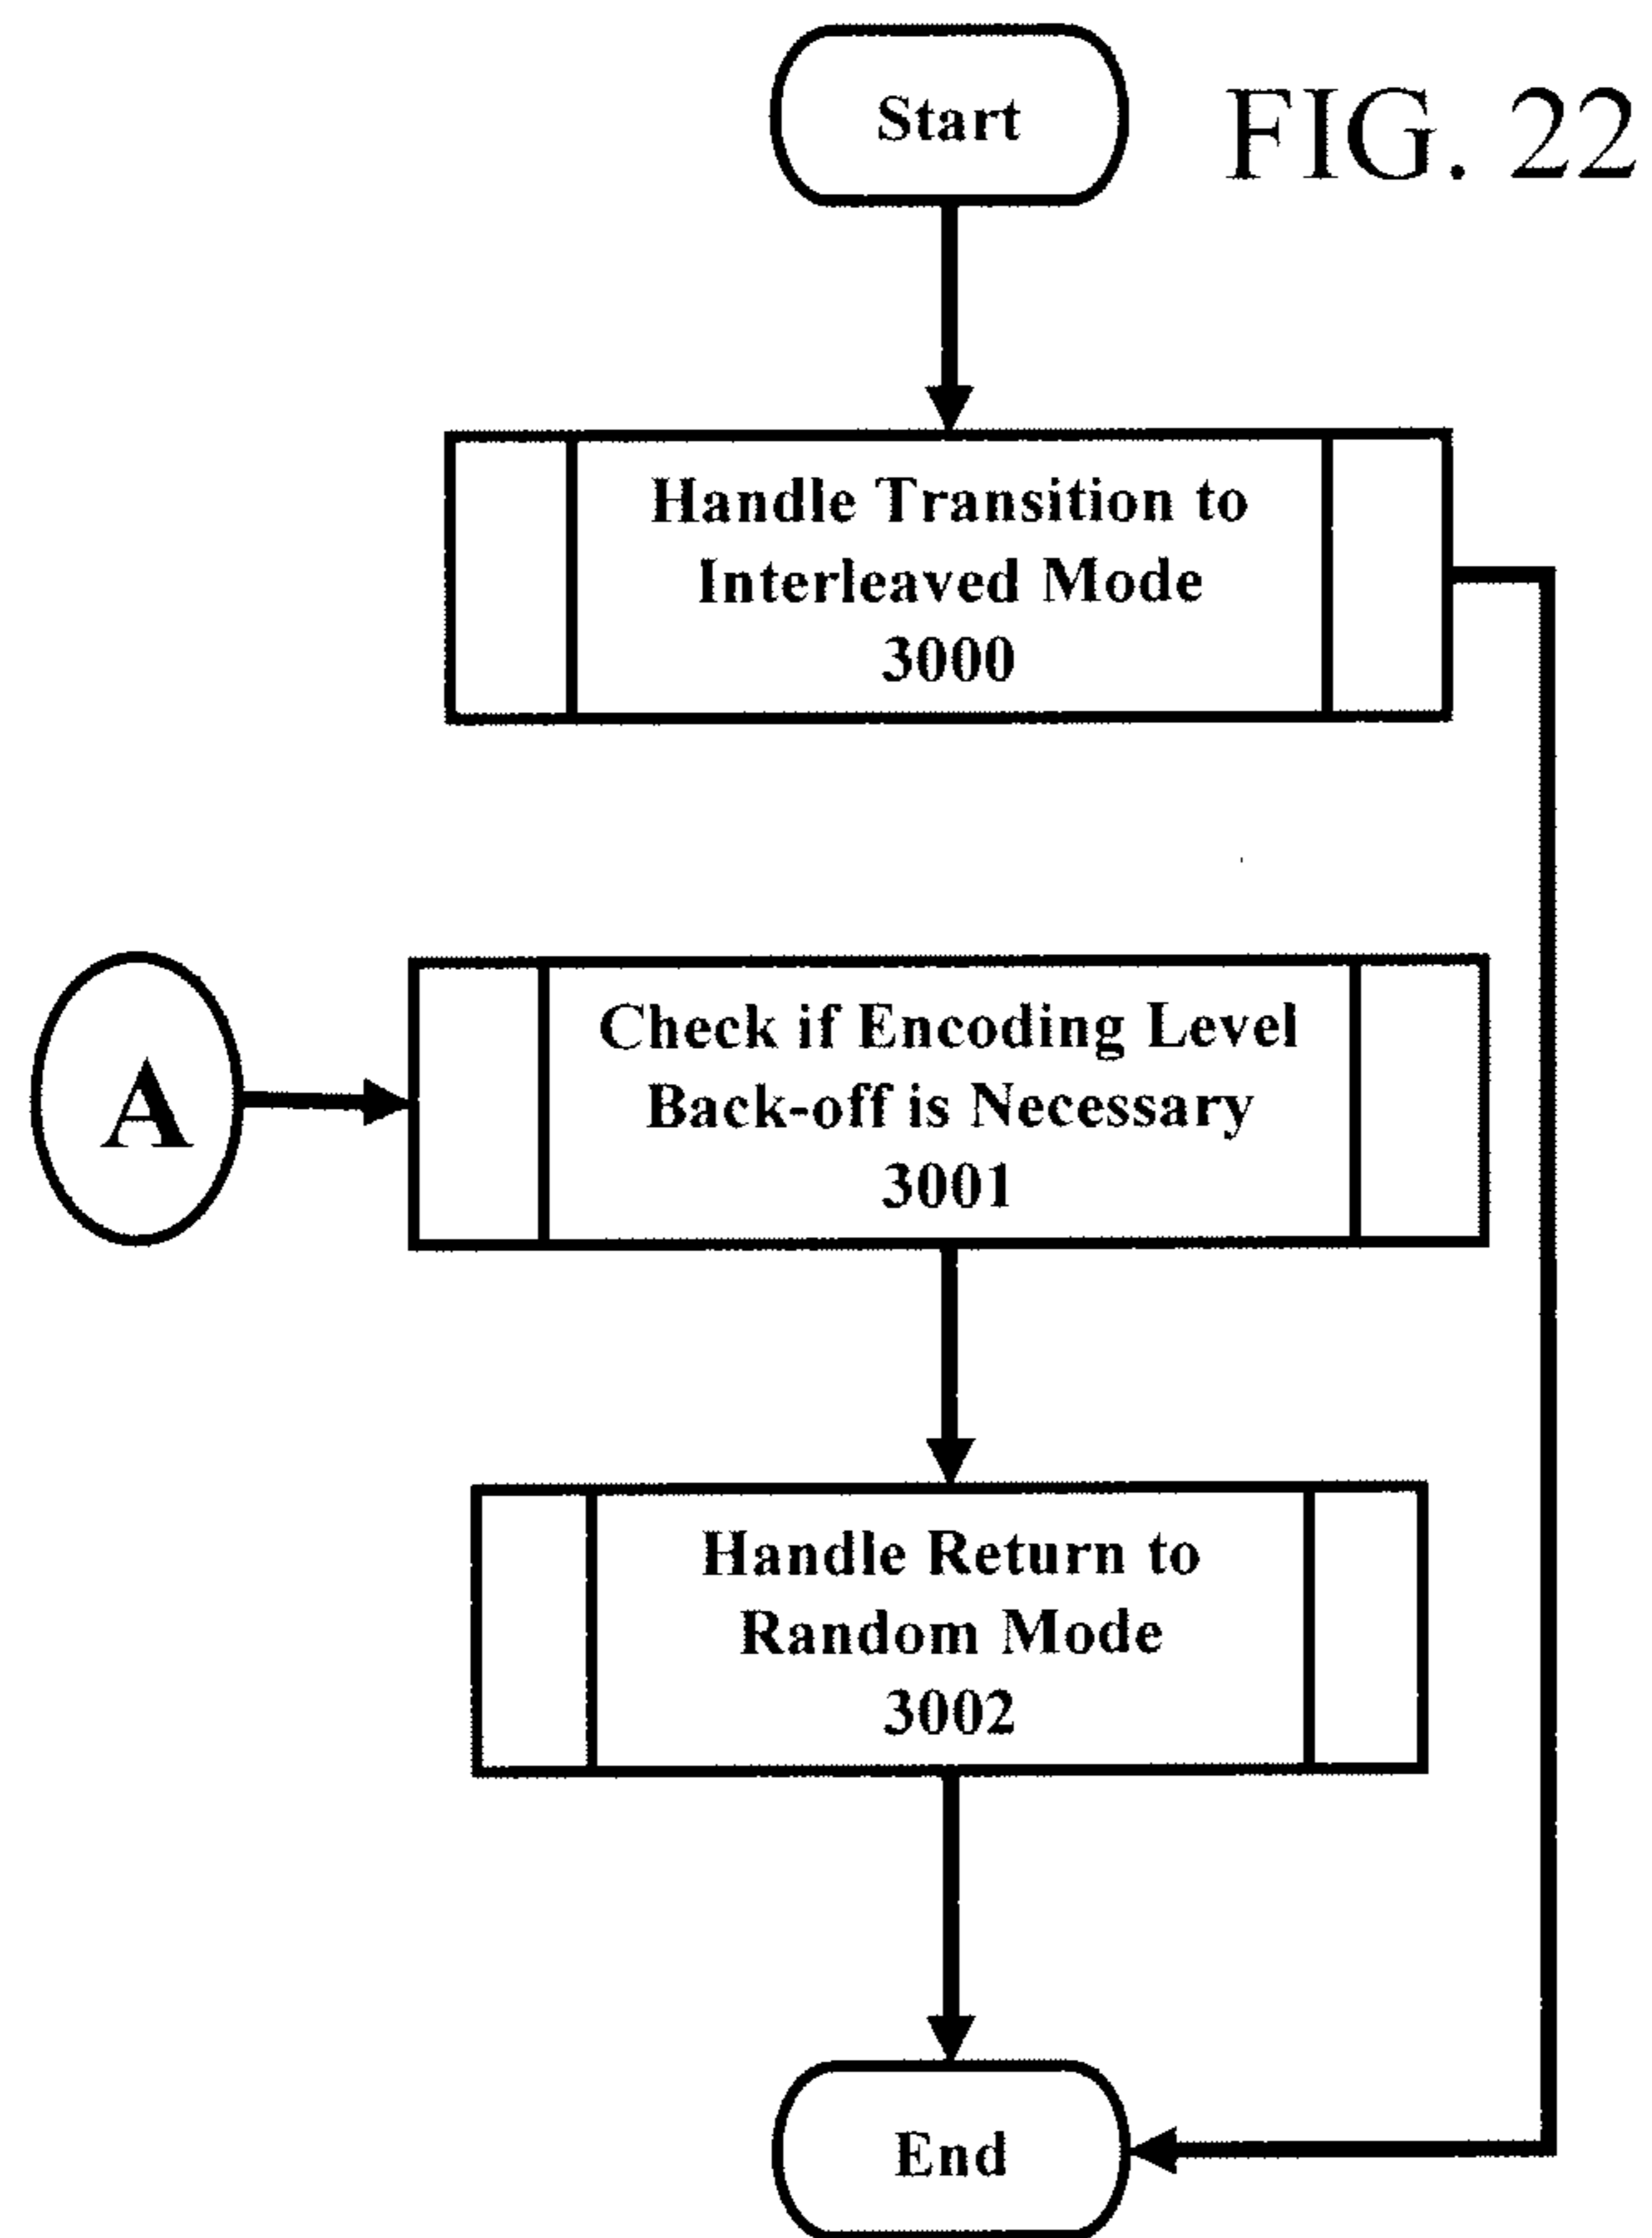 Start
FIG. 22
Handle Transition to
Interleaved Mode
3000
A
Check if Encoding Level
Back-off is Necessary
3001
Handle Return to
Random Mode
3002
End